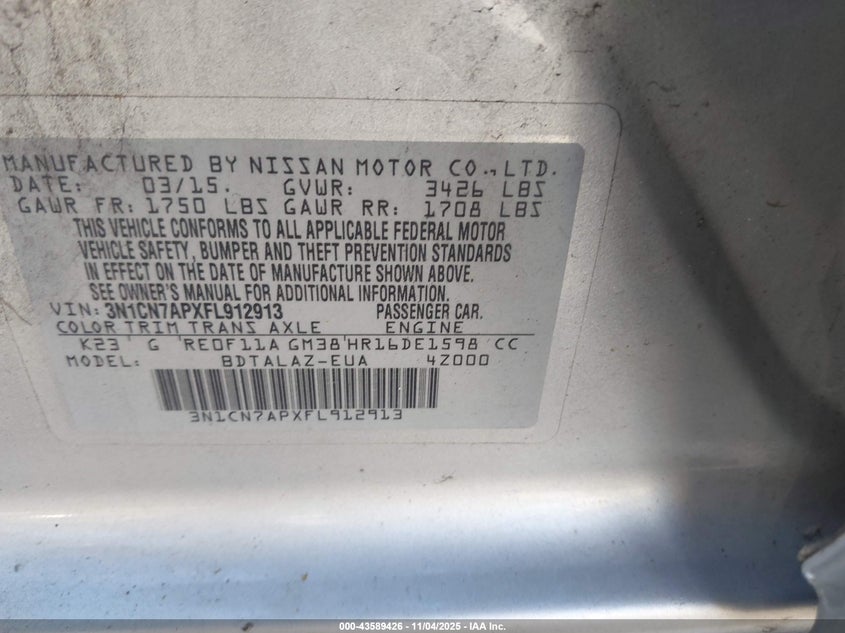 MANUFACTURED BY NISSAN MOTOR CO., LTD.
DATE: 03/15. GVWR: 3426 LBS
GAWR FR: 1750 LBS GAWR RR: 1708 LBS
THIS VEHICLE CONFORMS TO ALL APPLICABLE FEDERAL MOTOR
VEHICLE SAFETY, BUMPER AND THEFT PREVENTION STANDARDS
IN EFFECT ON THE DATE OF MANUFACTURE SHOWN ABOVE.
SEE OWNER'S MANUAL FOR ADDITIONAL INFORMATION.
VIN: 3N1CN7APXFL912913 PASSENGER CAR.
COLOR TRIM TRANS AXLE ENGINE
K23 G RE0F11A GM38 HR16DE1598 CC
MODEL: BDTALAZ-EUA 4Z000
3N1CN7APXFL912913
000-43589426 - 11/04/2025 - IAA Inc.